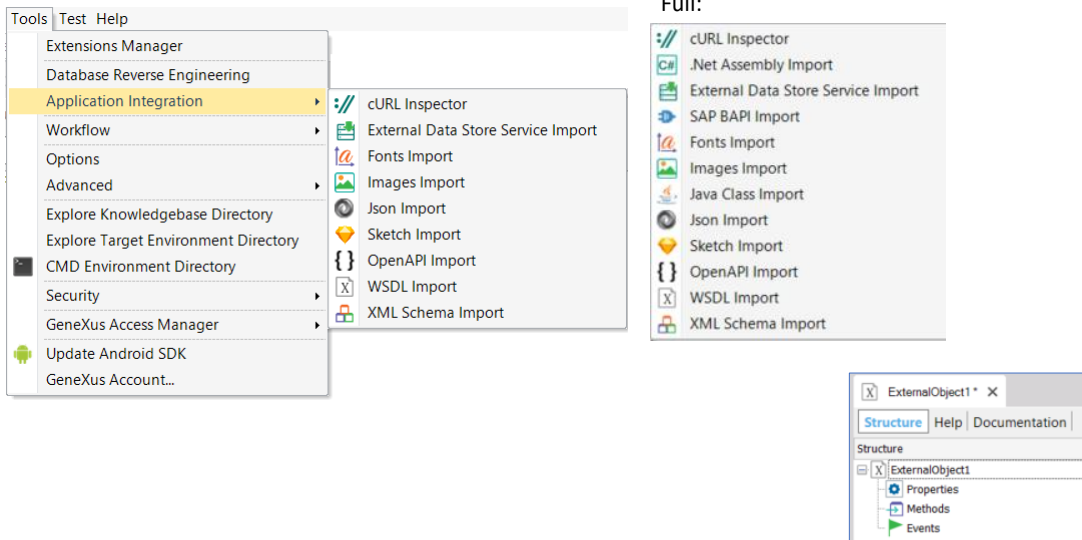 Tools Test Help
Extensions Manager
Database Reverse Engineering
Application Integration
Workflow
Options
Advanced
Explore Knowledgebase Directory
Explore Target Environment Directory
CMD Environment Directory
Security
GeneXus Access Manager
Update Android SDK
GeneXus Account...
cURL Inspector
External Data Store Service Import
Fonts Import
Images Import
Json Import
Sketch Import
OpenAPI Import
WSDL Import
XML Schema Import
Full:
cURL Inspector
.Net Assembly Import
External Data Store Service Import
SAP BAPI Import
Fonts Import
Images Import
Java Class Import
Json Import
Sketch Import
OpenAPI Import
WSDL Import
XML Schema Import
ExternalObject1* X
Structure Help Documentation
Structure
ExternalObject1
Properties
Methods
Events